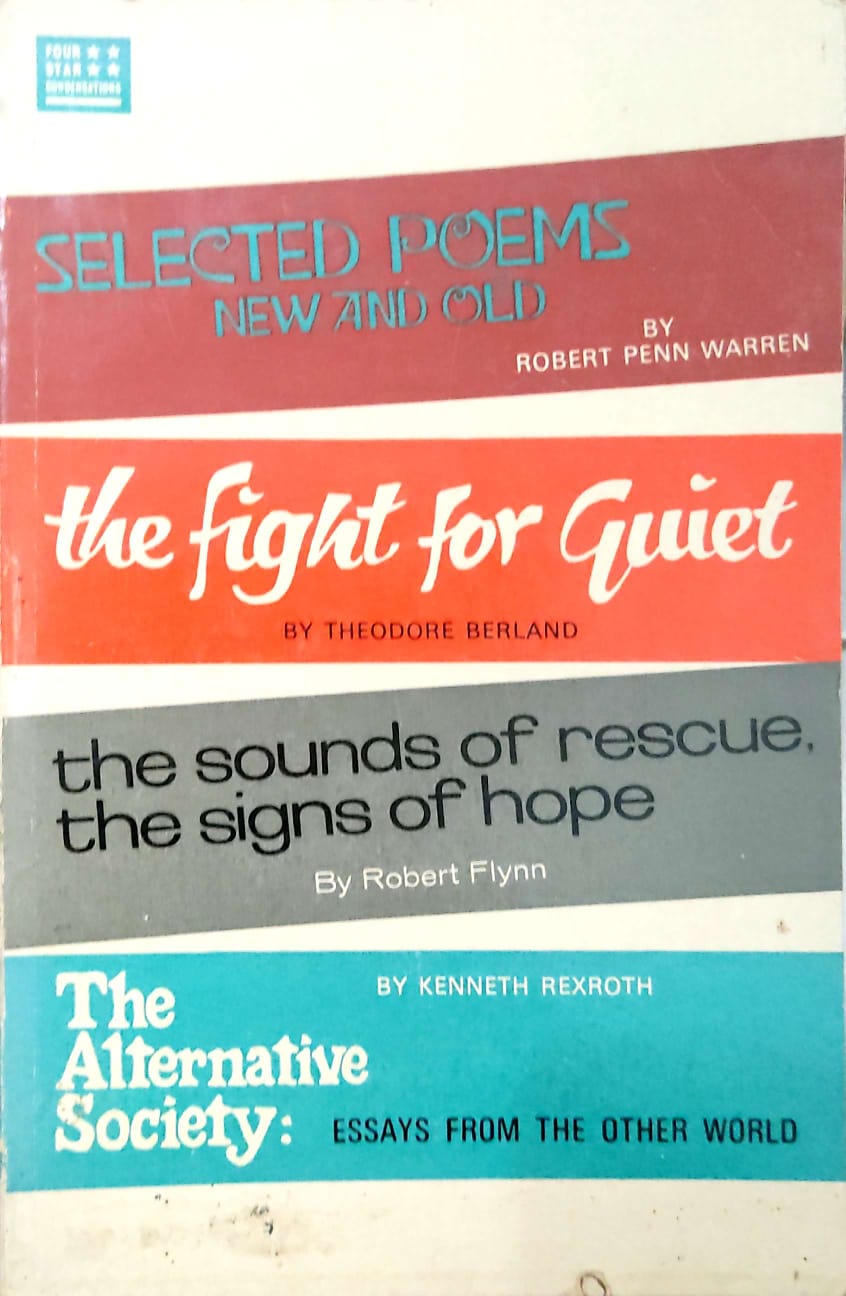 FOUR
STAR
CONDENSATIONS
SELECTED POEMS
NEW AND OLD
BY
ROBERT PENN WARREN
the fight for Quiet
BY THEODORE BERLAND
the sounds of rescue,
the signs of hope
By Robert Flynn
BY KENNETH REXROTH
The
Alternative
Society: ESSAYS FROM THE OTHER WORLD